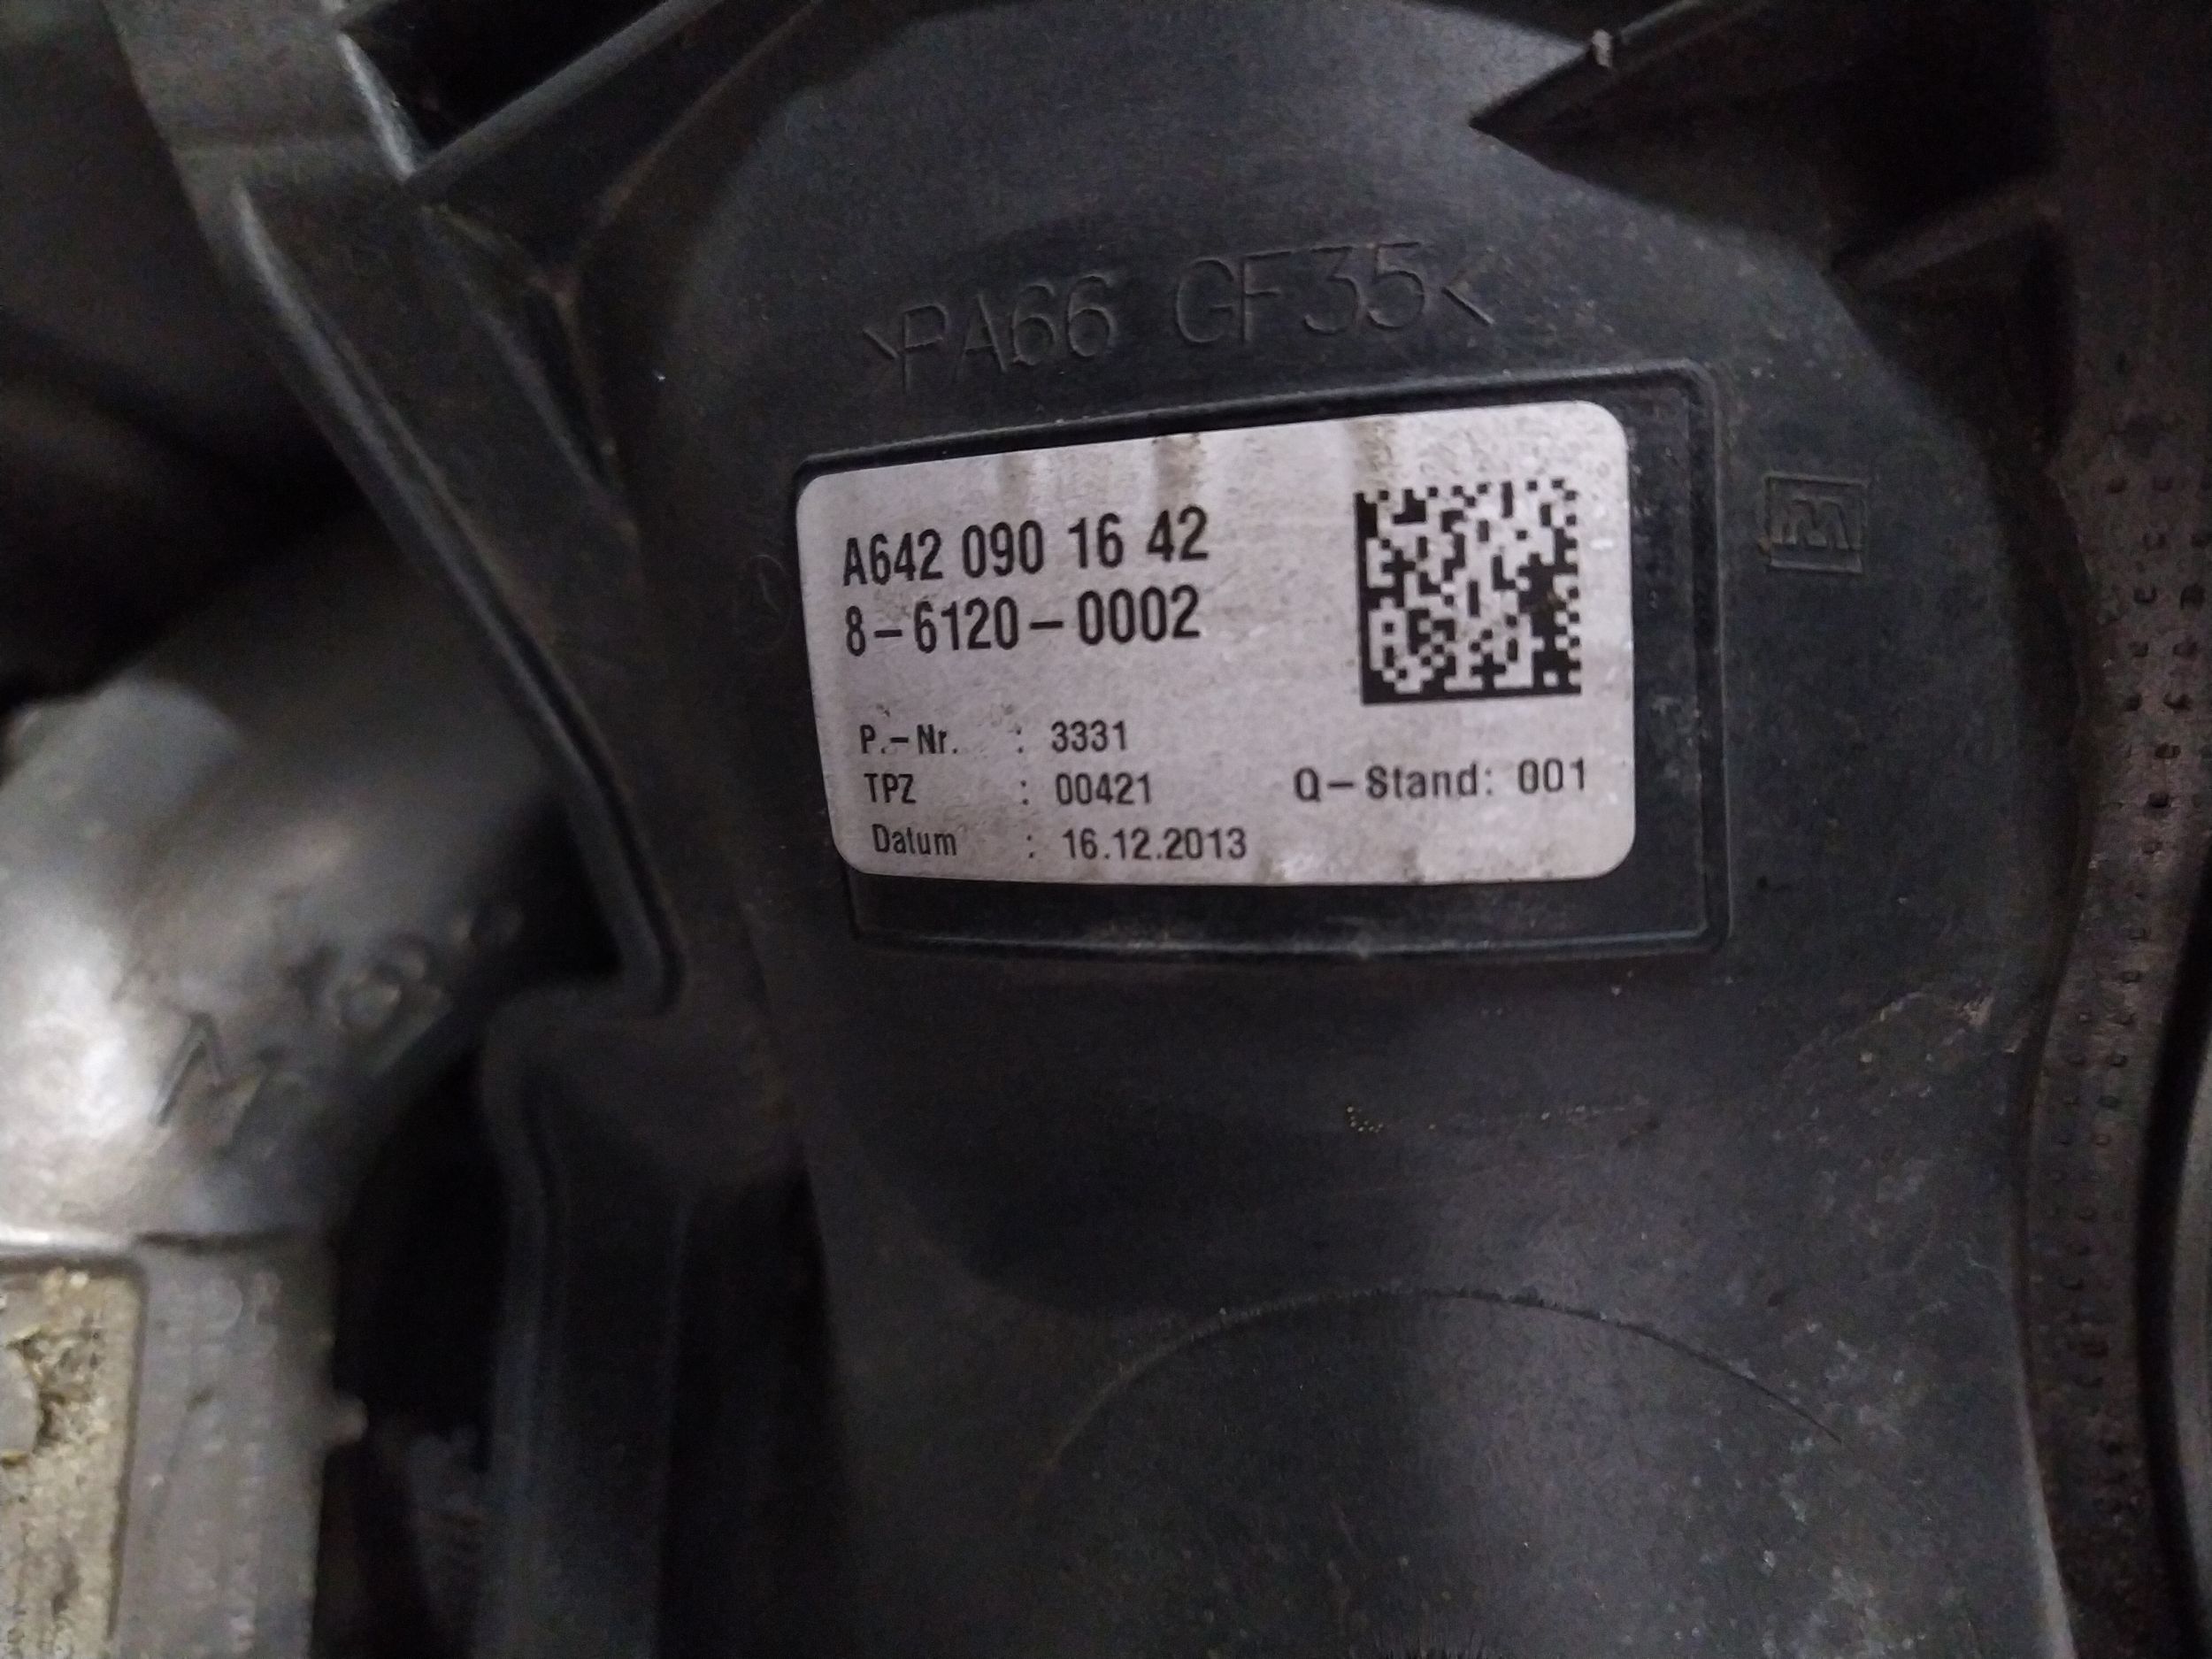 >PA66 GF35<
A642 090 16 42
8-6120-0002
P.-Nr. : 3331
TPZ : 00421 Q-Stand: 001
Datum : 16.12.2013